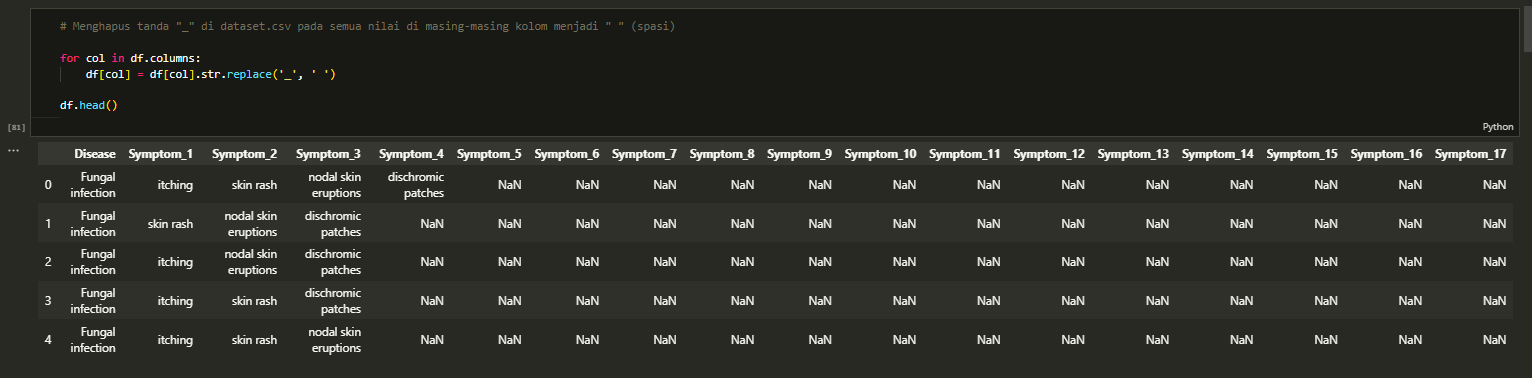 # Menghapus tanda "_" di dataset.csv pada semua nilai di masing-masing kolom menjadi " " (spasi)
for col in df.columns:
    df[col] = df[col].str.replace('_', ' ')
df.head()
[81]
Python
...
Disease Symptom_1 Symptom_2 Symptom_3 Symptom_4 Symptom_5 Symptom_6 Symptom_7 Symptom_8 Symptom_9 Symptom_10 Symptom_11 Symptom_12 Symptom_13 Symptom_14 Symptom_15 Symptom_16 Symptom_17
0 Fungal infection itching skin rash nodal skin eruptions dischromic patches NaN NaN NaN NaN NaN NaN NaN NaN NaN NaN NaN NaN NaN
1 Fungal infection skin rash nodal skin eruptions dischromic patches NaN NaN NaN NaN NaN NaN NaN NaN NaN NaN NaN NaN NaN NaN
2 Fungal infection itching nodal skin eruptions dischromic patches NaN NaN NaN NaN NaN NaN NaN NaN NaN NaN NaN NaN NaN NaN
3 Fungal infection itching skin rash dischromic patches NaN NaN NaN NaN NaN NaN NaN NaN NaN NaN NaN NaN NaN NaN
4 Fungal infection itching skin rash nodal skin eruptions NaN NaN NaN NaN NaN NaN NaN NaN NaN NaN NaN NaN NaN NaN